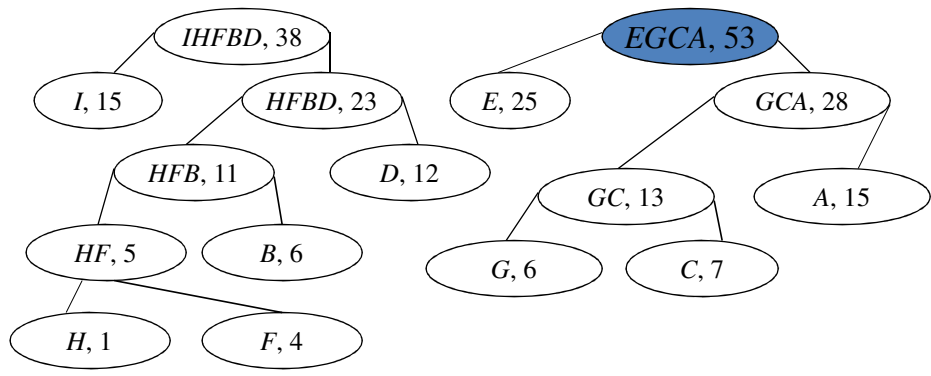 IHFBD, 38
EGCA, 53
I, 15
HFBD, 23
E, 25
GCA, 28
HFB, 11
D, 12
GC, 13
A, 15
HF, 5
B, 6
G, 6
C, 7
H, 1
F, 4